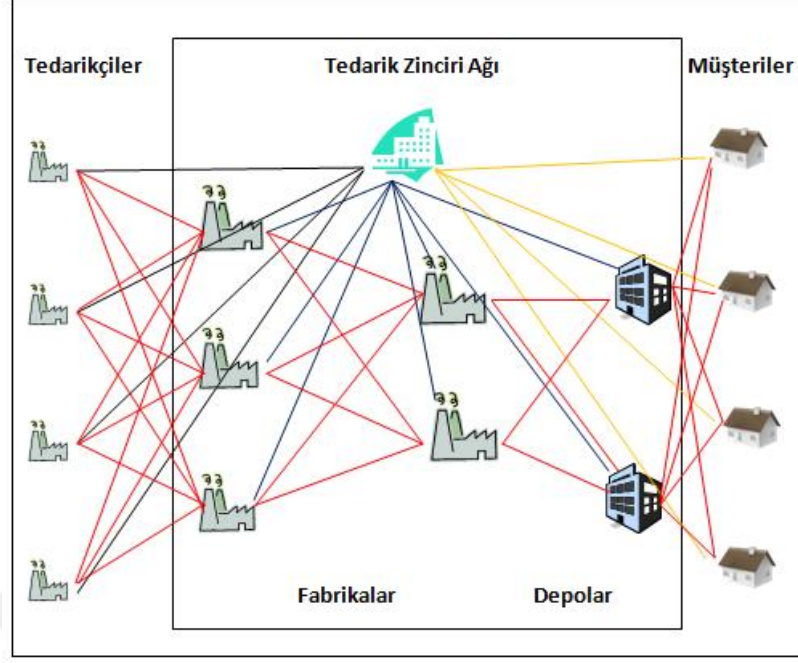 Tedarikçiler
Tedarik Zinciri Ağı
Müşteriler
Fabrikalar
Depolar